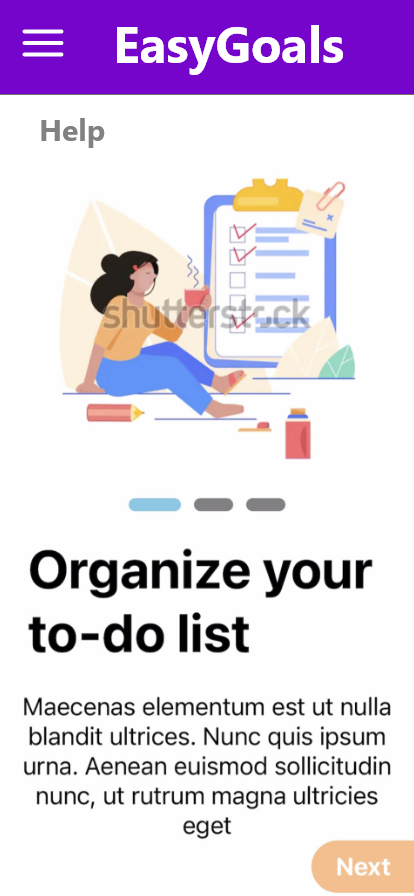 EasyGoals
Help
shutterstock
Organize your
to-do list
Maecenas elementum est ut nulla
blandit ultrices. Nunc quis ipsum
urna. Aenean euismod sollicitudin
nunc, ut rutrum magna ultricies
eget
Next